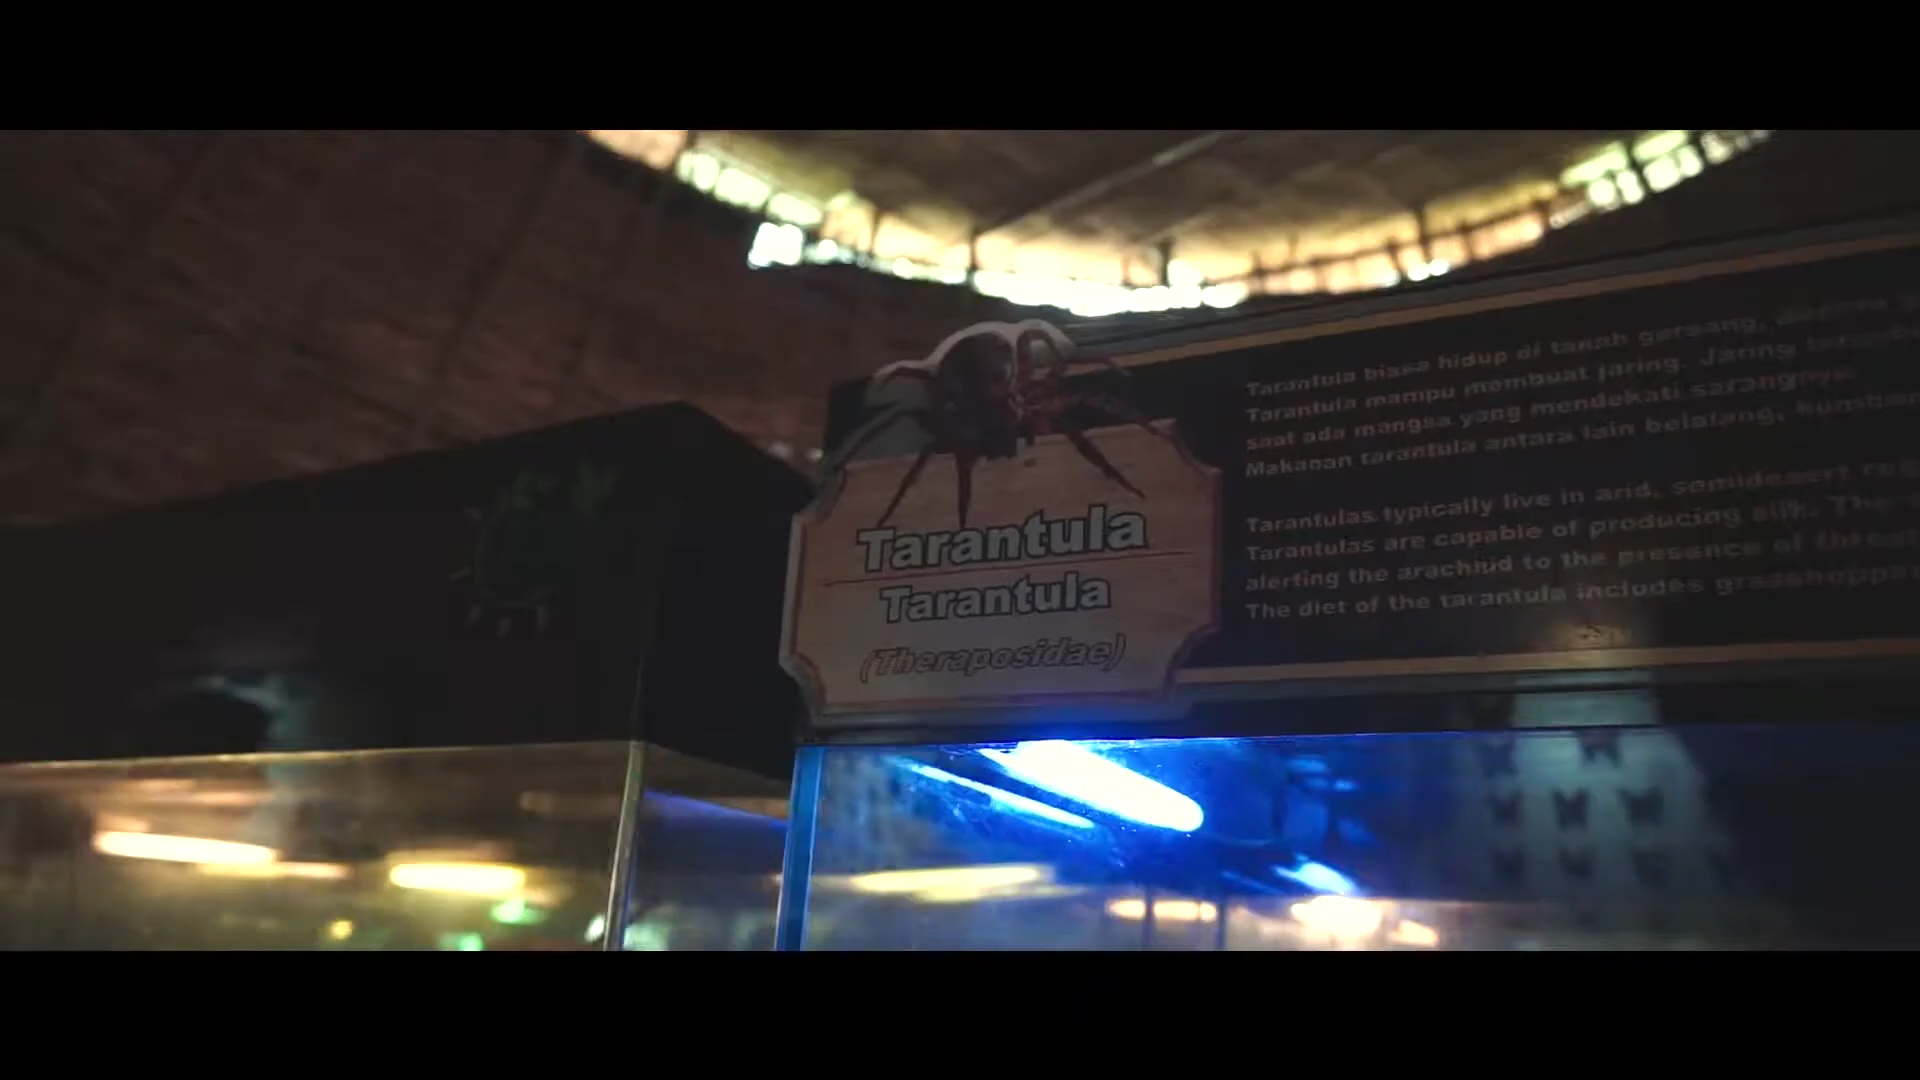 Tarantula
Tarantula
(Theraposidae)
Tarantula biasa hidup di tanah gersang,
Tarantula mampu membuat jaring. Jaring
saat ada mangsa yang mendekati sarangnya.
Makanan tarantula antara lain belalang,
Tarantulas typically live in arid, semidesert
Tarantulas are capable of producing silk. The
alerting the arachnid to the presence of
The diet of the tarantula includes